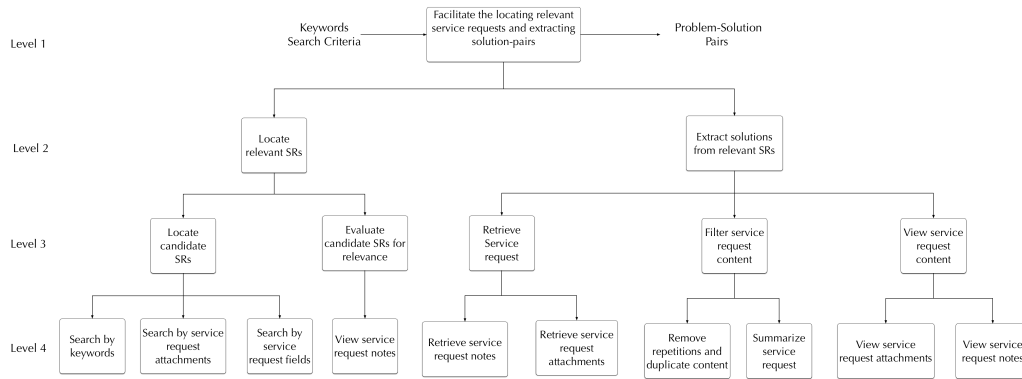 Level 1
Keywords
Search Criteria
Facilitate the locating relevant
service requests and extracting
solution-pairs
Problem-Solution
Pairs
Level 2
Locate
relevant SRs
Extract solutions
from relevant SRs
Level 3
Locate
candidate
SRs
Evaluate
candidate SRs for
relevance
Retrieve
Service
request
Filter service
request
content
View service
request
content
Level 4
Search by
keywords
Search by service
request
attachments
Search by
service
request fields
View service
request notes
Retrieve service
request notes
Retrieve service
request
attachments
Remove
repetitions and
duplicate content
Summarize
service
request
View service
request attachments
View service
request notes